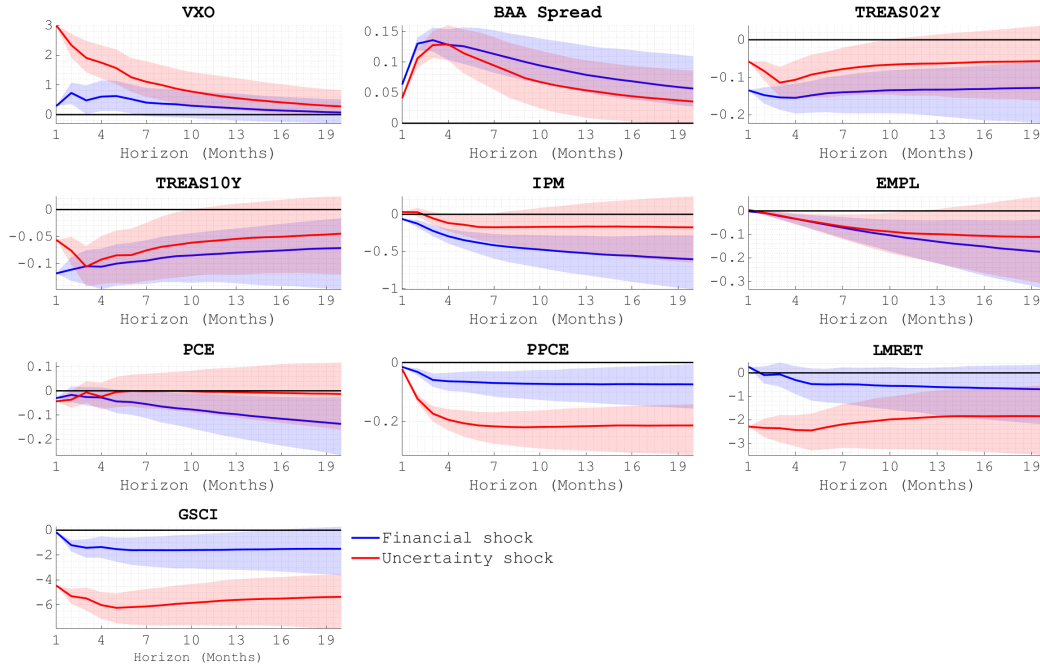 VXO
3
2
1
0
1 4 7 10 13 16 19
Horizon (Months)
BAA Spread
0.15
0.1
0.05
0
1 4 7 10 13 16 19
Horizon (Months)
TREAS02Y
0
-0.1
-0.2
1 4 7 10 13 16 19
Horizon (Months)
TREAS10Y
0
-0.05
-0.1
1 4 7 10 13 16 19
Horizon (Months)
IPM
0
-0.5
-1
1 4 7 10 13 16 19
Horizon (Months)
EMPL
0
-0.1
-0.2
-0.3
1 4 7 10 13 16 19
Horizon (Months)
PCE
0.1
0
-0.1
-0.2
1 4 7 10 13 16 19
Horizon (Months)
PPCE
0
-0.2
1 4 7 10 13 16 19
Horizon (Months)
LMRET
0
-1
-2
-3
1 4 7 10 13 16 19
Horizon (Months)
GSCI
0
-2
-4
-6
1 4 7 10 13 16 19
Horizon (Months)
Financial shock
Uncertainty shock